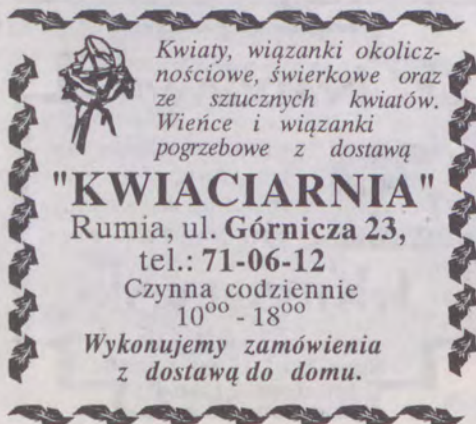 Kwiaty, wiązanki okolicz-
nościowe, świerkowe oraz
ze sztucznych kwiatów.
Wieńce i wiązanki
pogrzebowe z dostawą
"KWIACIARNIA"
Rumia, ul. Górnicza 23,
tel.: 71-06-12
Czynna codziennie
10⁰⁰ - 18⁰⁰
Wykonujemy zamówienia
z dostawą do domu.